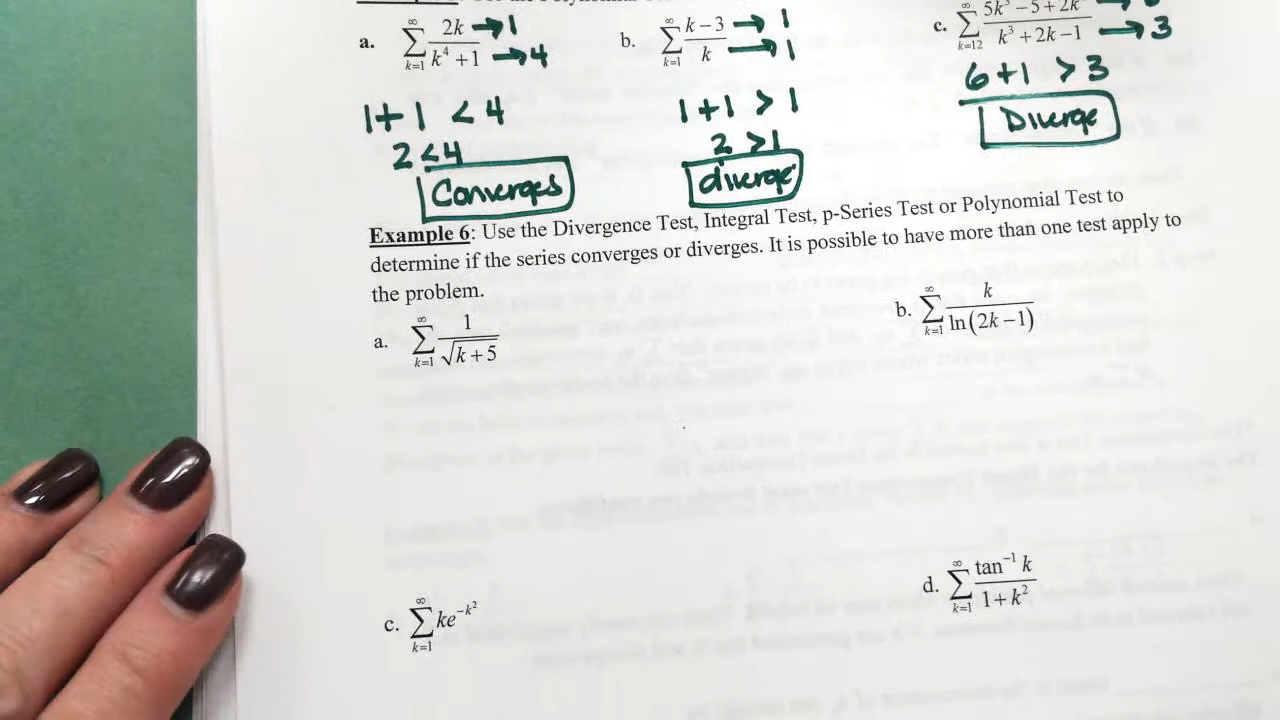 a. ∞ Σ k=1 2k / k⁴ + 1 → 1 → 4
b. ∞ Σ k=1 k − 3 / k → 1 → 1
c. Σ k=12 − 5 + 2k / k³ + 2k − 1 → 3
1 + 1 < 4
2 < 4
Converges
1 + 1 > 1
2 > 1
diverge
6 + 1 > 3
Diverge
Example 6: Use the Divergence Test, Integral Test, p-Series Test or Polynomial Test to
determine if the series converges or diverges. It is possible to have more than one test apply to
the problem.
a. ∞ Σ k=1 1 / √k + 5
b. ∞ Σ k=1 k / ln(2k − 1)
c. ∞ Σ k=1 ke^−k²
d. ∞ Σ k=1 tan⁻¹ k / 1 + k²